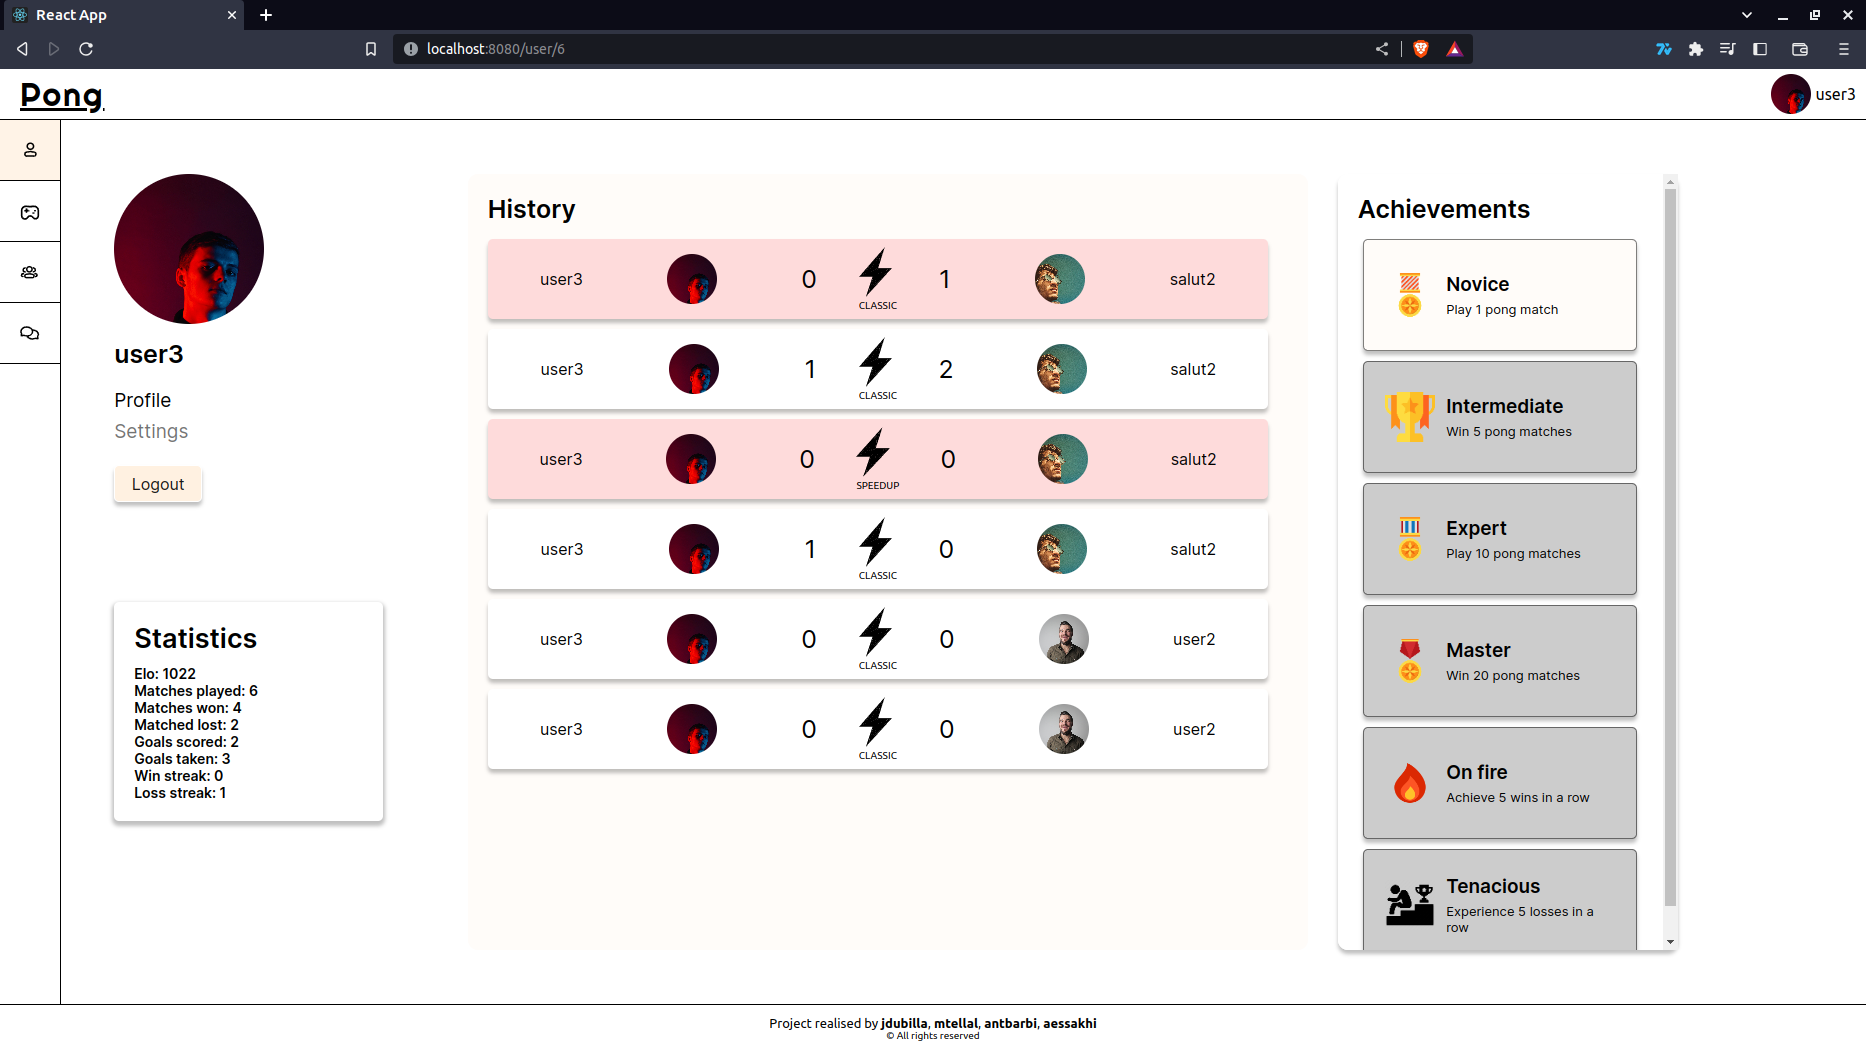 React App
localhost:8080/user/6
Pong
user3
user3
Profile
Settings
Logout
Statistics
Elo: 1022
Matches played: 6
Matches won: 4
Matched lost: 2
Goals scored: 2
Goals taken: 3
Win streak: 0
Loss streak: 1
History
user3 0 1 salut2
CLASSIC
user3 1 2 salut2
CLASSIC
user3 0 0 salut2
SPEEDUP
user3 1 0 salut2
CLASSIC
user3 0 0 user2
CLASSIC
user3 0 0 user2
CLASSIC
Achievements
Novice
Play 1 pong match
Intermediate
Win 5 pong matches
Expert
Play 10 pong matches
Master
Win 20 pong matches
On fire
Achieve 5 wins in a row
Tenacious
Experience 5 losses in a
row
Project realised by jdubilla, mtellal, antbarbi, aessakhi
© All rights reserved